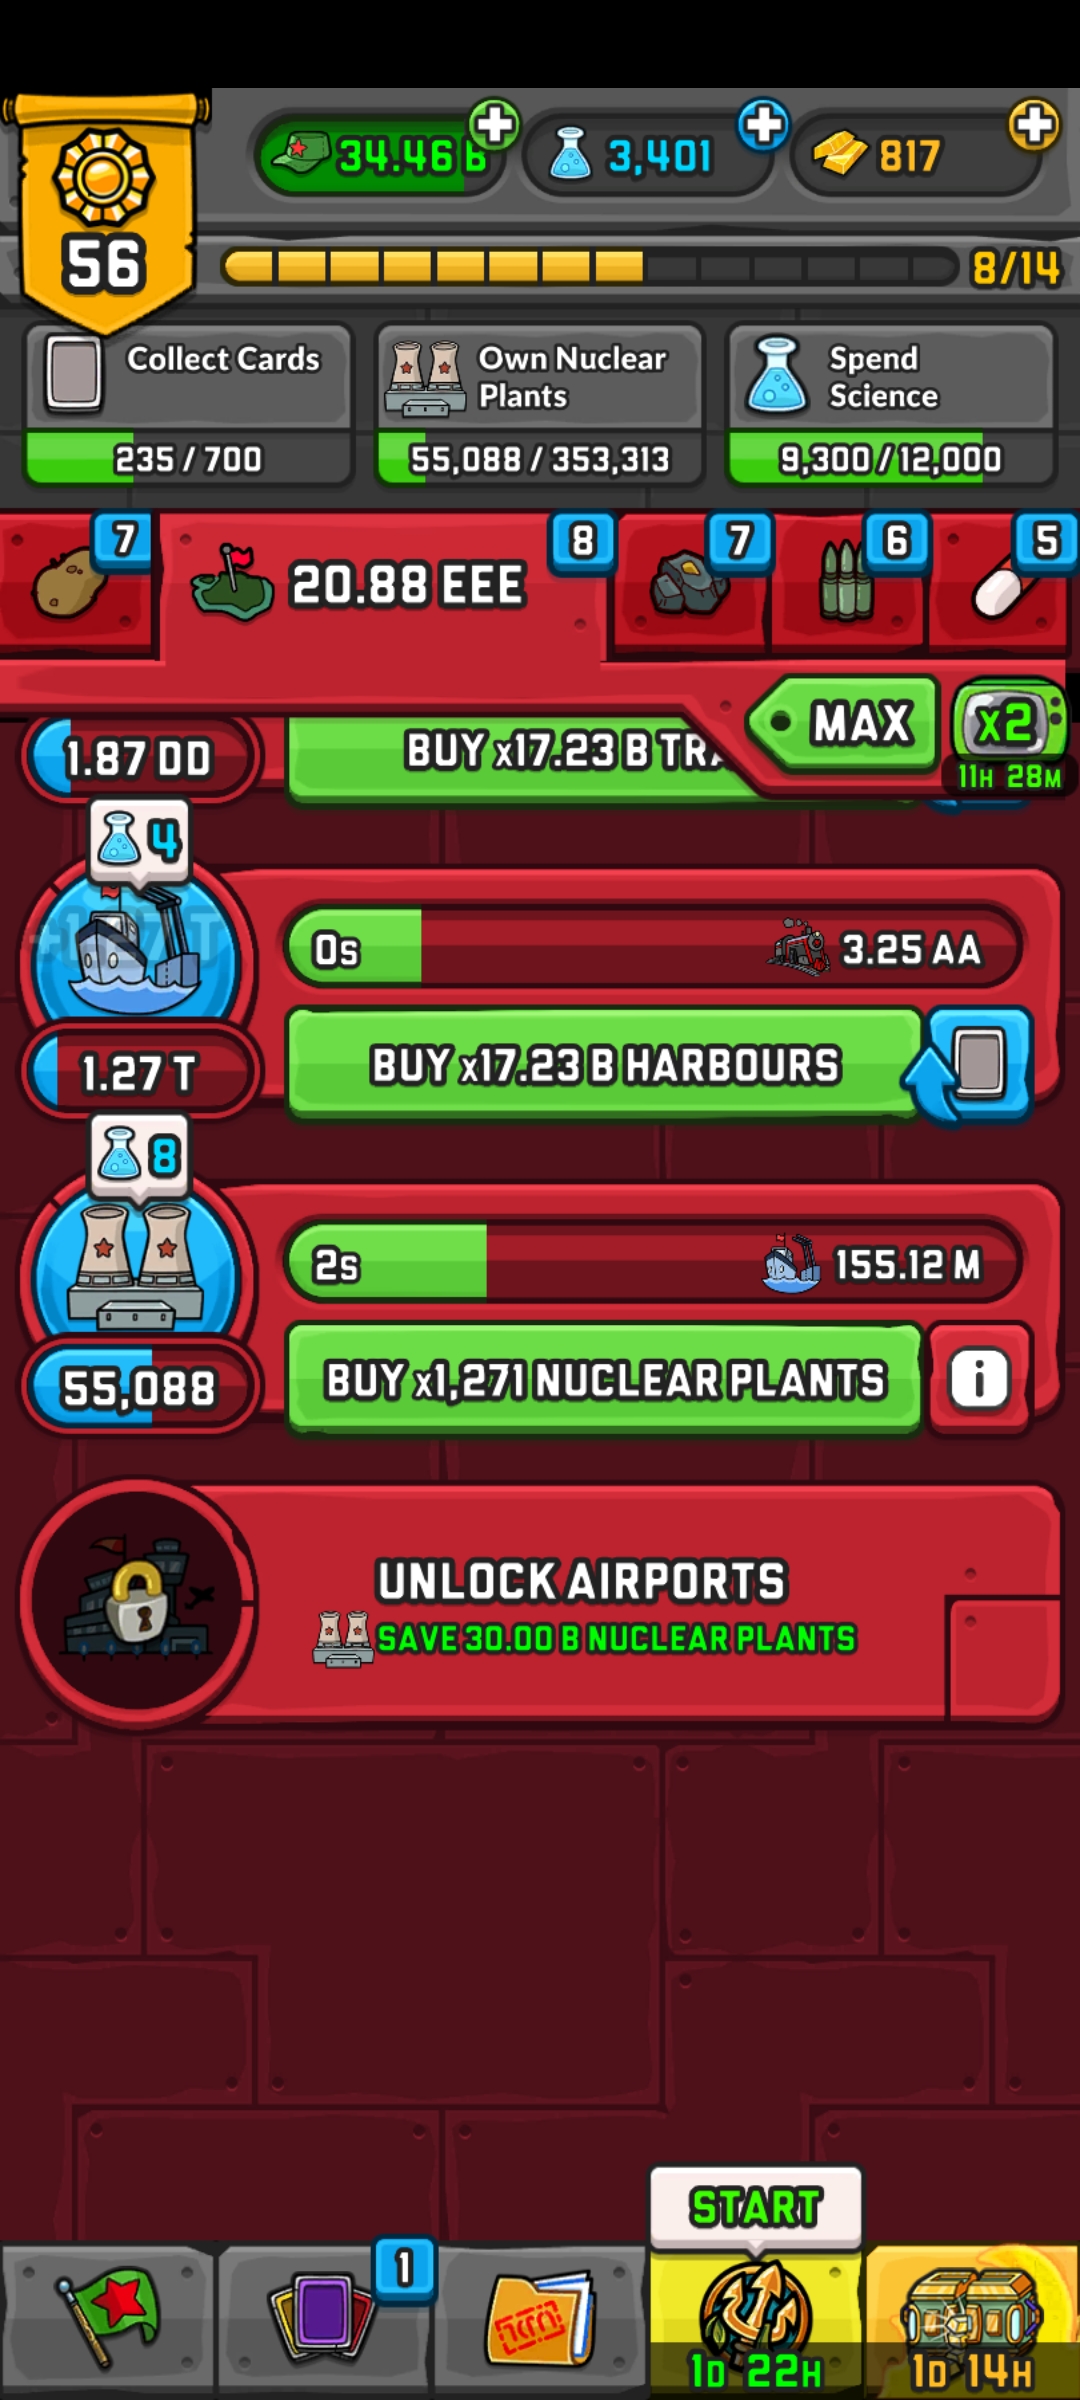 34.46 B
3,401
817
56
8/14
Collect Cards
235 / 700
Own Nuclear
Plants
55,088 / 353,313
Spend
Science
9,300 / 12,000
7
20.88 EEE
8
7
6
5
MAX
x2
11H 28M
1.87 DD
BUY x17.23 B
4
0s
3.25 AA
1.27 T
BUY x17.23 B HARBOURS
8
2s
155.12 M
55,088
BUY x1,271 NUCLEAR PLANTS
i
UNLOCK AIRPORTS
SAVE 30.00 B NUCLEAR PLANTS
START
1
1D 22H
1D 14H